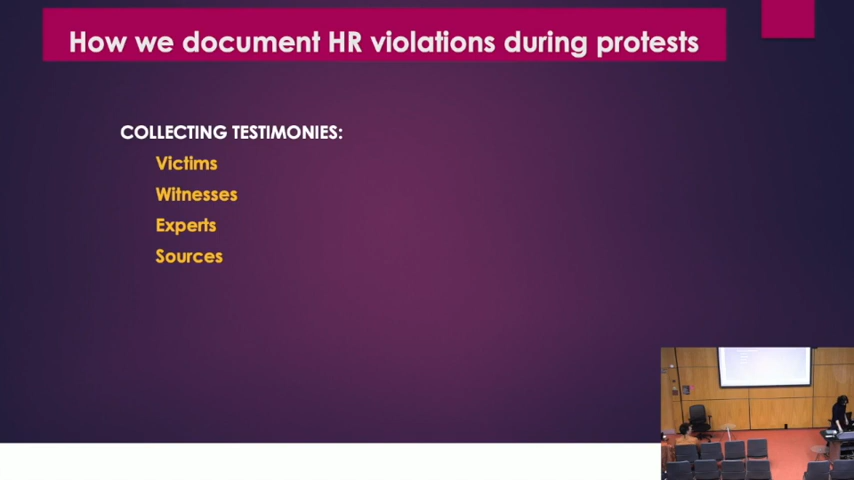 How we document HR violations during protests
COLLECTING TESTIMONIES:
Victims
Witnesses
Experts
Sources